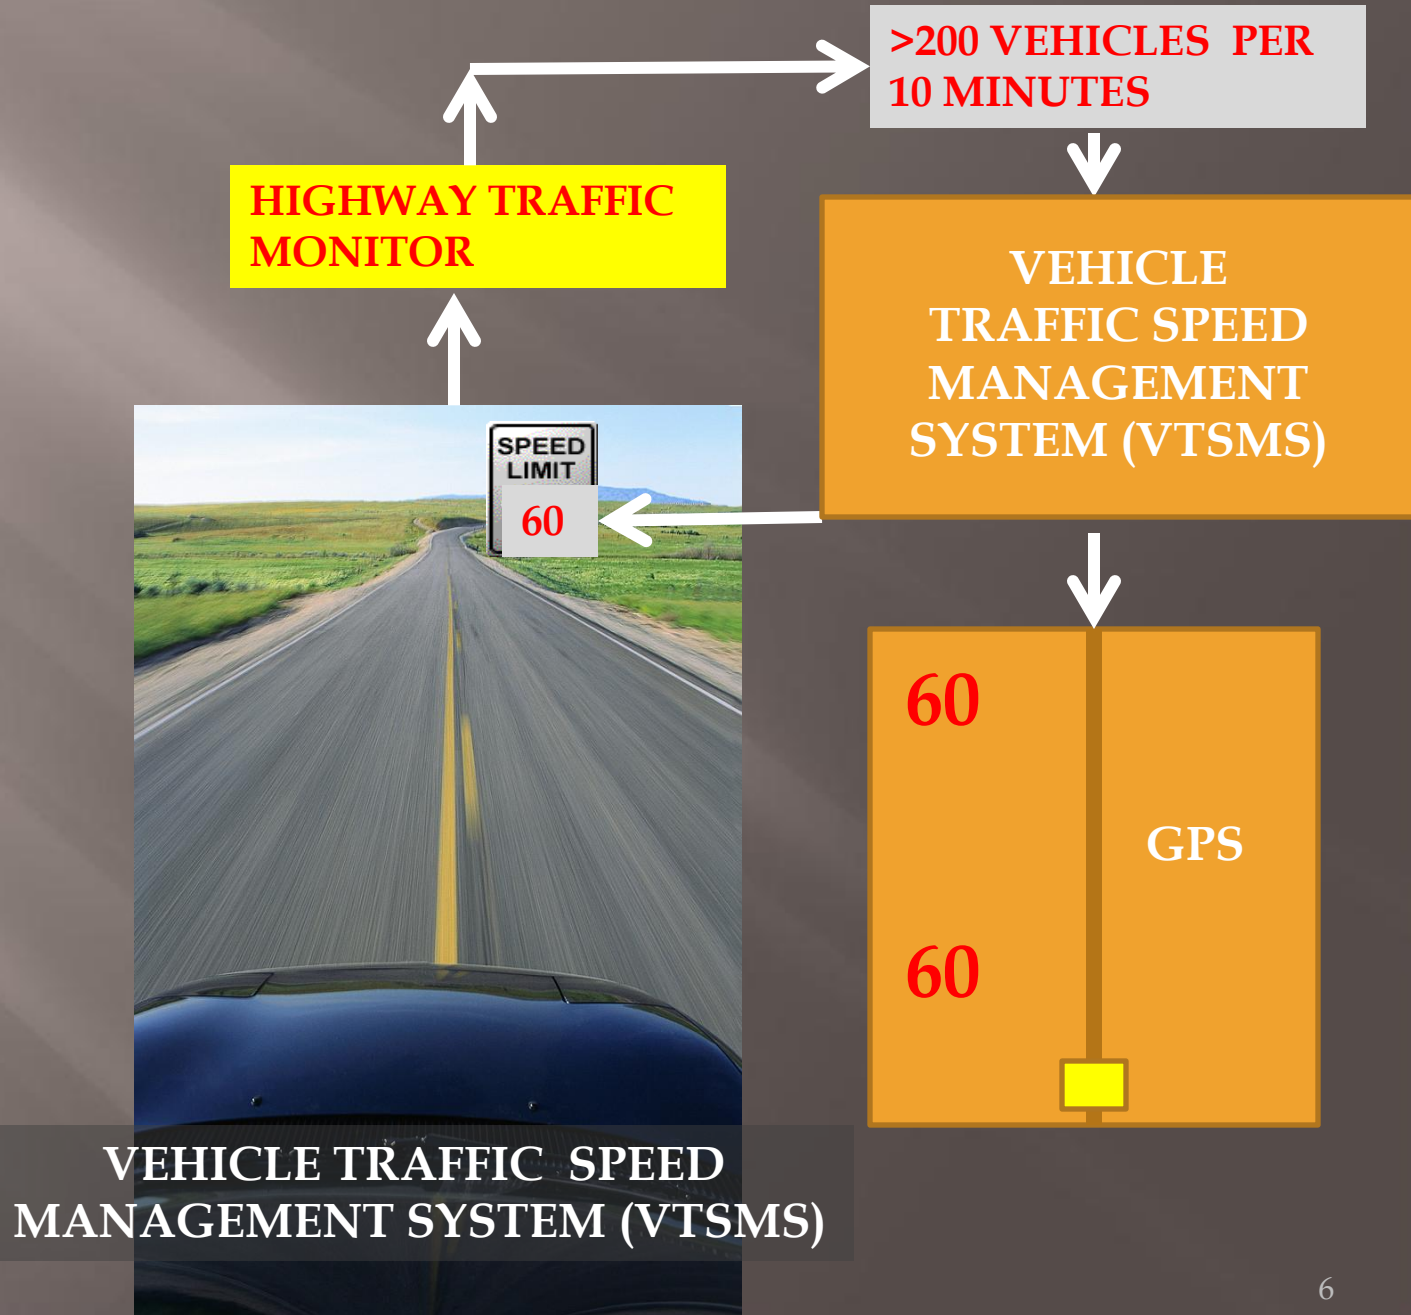 >200 VEHICLES PER
10 MINUTES
HIGHWAY TRAFFIC
MONITOR
VEHICLE
TRAFFIC SPEED
MANAGEMENT
SYSTEM (VTSMS)
SPEED
LIMIT
60
60
GPS
60
VEHICLE TRAFFIC SPEED
MANAGEMENT SYSTEM (VTSMS)
6